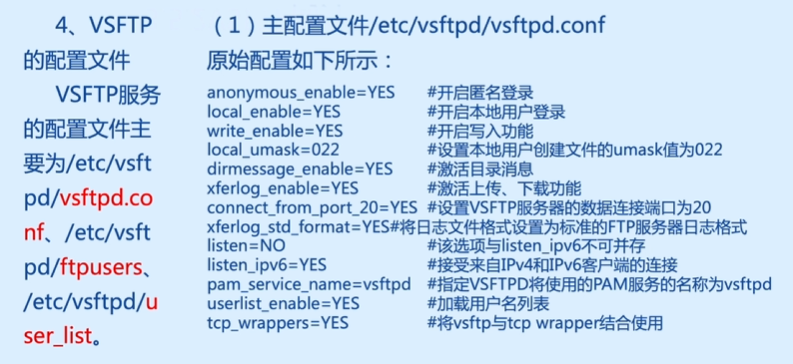 4、VSFTP
的配置文件
VSFTP服务
的配置文件主
要为/etc/vsft
pd/vsftpd.co
nf、/etc/vsft
pd/ftpusers、
/etc/vsftpd/u
ser_list。
（1）主配置文件/etc/vsftpd/vsftpd.conf
原始配置如下所示：
anonymous_enable=YES #开启匿名登录
local_enable=YES #开启本地用户登录
write_enable=YES #开启写入功能
local_umask=022 #设置本地用户创建文件的umask值为022
dirmessage_enable=YES #激活目录消息
xferlog_enable=YES #激活上传、下载功能
connect_from_port_20=YES #设置VSFTP服务器的数据连接端口为20
xferlog_std_format=YES#将日志文件格式设置为标准的FTP服务器日志格式
listen=NO #该选项与listen_ipv6不可并存
listen_ipv6=YES #接受来自IPv4和IPv6客户端的连接
pam_service_name=vsftpd #指定VSFTPD将使用的PAM服务的名称为vsftpd
userlist_enable=YES #加载用户名列表
tcp_wrappers=YES #将vsftp与tcp wrapper结合使用